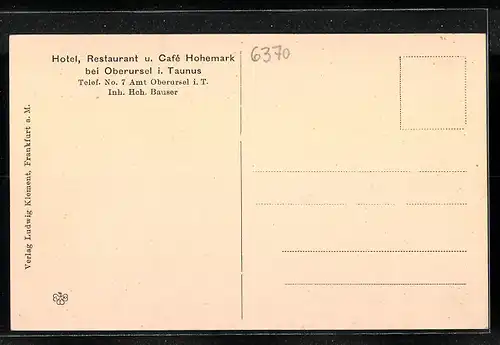 Hotel, Restaurant u. Café Hohemark
bei Oberursel i. Taunus
Telef. No. 7 Amt Oberursel i. T.
Inh. Hch. Bauser
6370
Verlag Ludwig Klement, Frankfurt a. M.